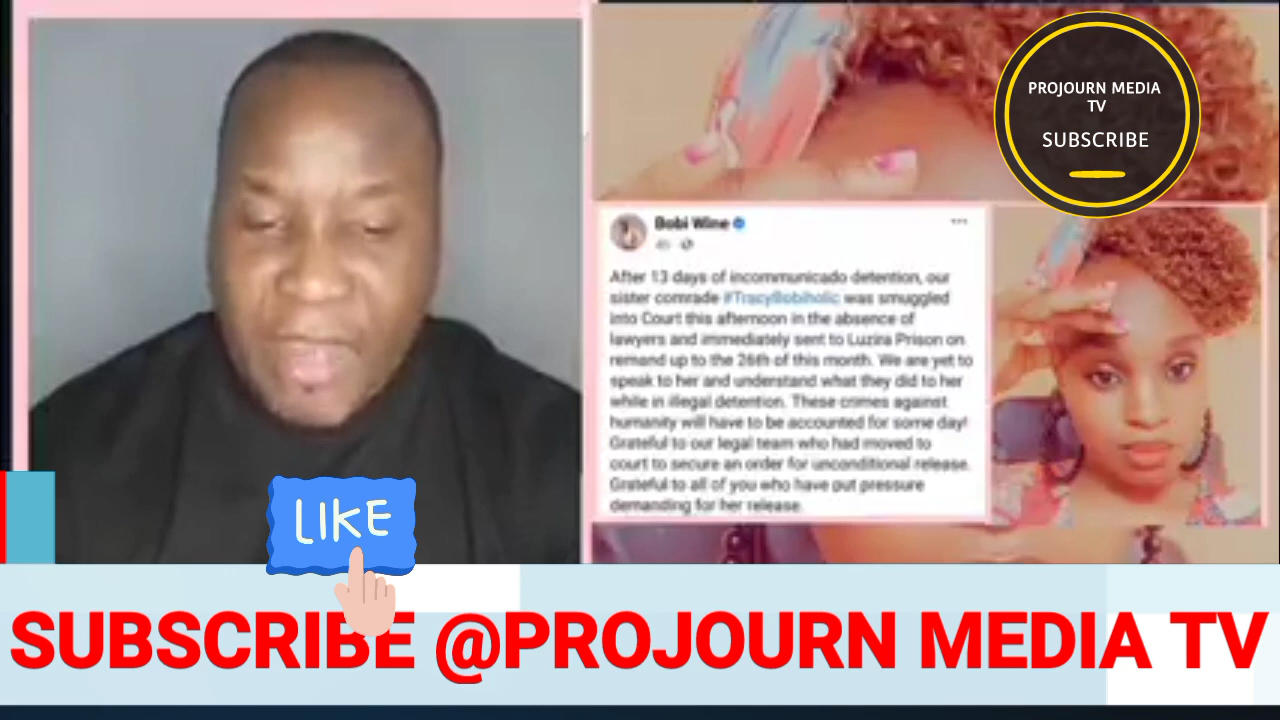 PROJOURN MEDIA
TV
SUBSCRIBE
Bobi Wine
After 13 days of incommunicado detention, our
sister comrade #TracyBobiholic was smuggled
into Court this afternoon in the absence of
lawyers and immediately sent to Luzira Prison on
remand up to the 26th of this month. We are yet to
speak to her and understand what they did to her
while in illegal detention. These crimes against
humanity will have to be accounted for some day!
Grateful to our legal team who had moved to
court to secure an order for unconditional release.
Grateful to all of you who have put pressure
demanding for her release.
LIKE
SUBSCRIBE @PROJOURN MEDIA TV